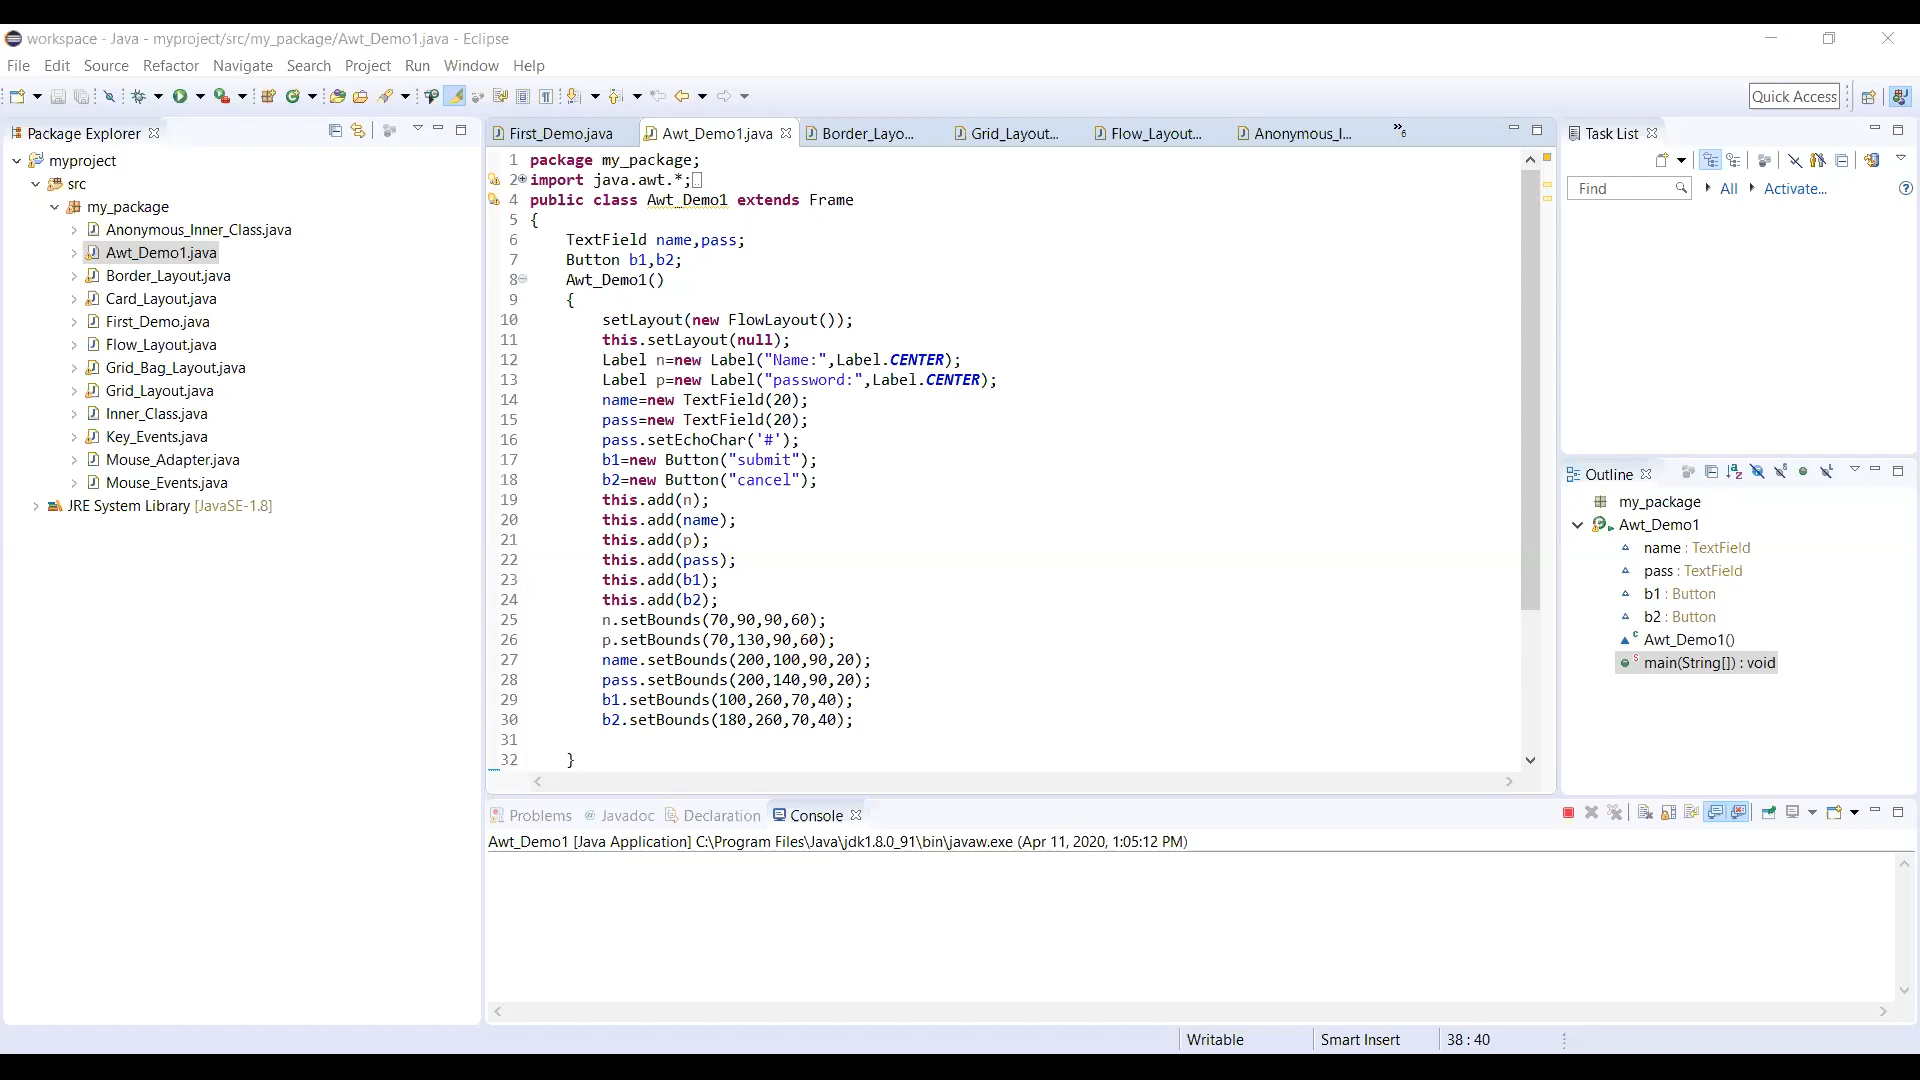 workspace - Java - myproject/src/my_package/Awt_Demo1.java - Eclipse
File Edit Source Refactor Navigate Search Project Run Window Help
Quick Access
Package Explorer
myproject
src
my_package
Anonymous_Inner_Class.java
Awt_Demo1.java
Border_Layout.java
Card_Layout.java
First_Demo.java
Flow_Layout.java
Grid_Bag_Layout.java
Grid_Layout.java
Inner_Class.java
Key_Events.java
Mouse_Adapter.java
Mouse_Events.java
JRE System Library [JavaSE-1.8]
First_Demo.java Awt_Demo1.java Border_Layo... Grid_Layout... Flow_Layout... Anonymous_I... »6
1 package my_package;
2 import java.awt.*;
4 public class Awt_Demo1 extends Frame
5 {
6 TextField name,pass;
7 Button b1,b2;
8 Awt_Demo1()
9 {
10 setLayout(new FlowLayout());
11 this.setLayout(null);
12 Label n=new Label("Name:",Label.CENTER);
13 Label p=new Label("password:",Label.CENTER);
14 name=new TextField(20);
15 pass=new TextField(20);
16 pass.setEchoChar('#');
17 b1=new Button("submit");
18 b2=new Button("cancel");
19 this.add(n);
20 this.add(name);
21 this.add(p);
22 this.add(pass);
23 this.add(b1);
24 this.add(b2);
25 n.setBounds(70,90,90,60);
26 p.setBounds(70,130,90,60);
27 name.setBounds(200,100,90,20);
28 pass.setBounds(200,140,90,20);
29 b1.setBounds(100,260,70,40);
30 b2.setBounds(180,260,70,40);
31
32 }
Task List
Find All Activate...
Outline
my_package
Awt_Demo1
name : TextField
pass : TextField
b1 : Button
b2 : Button
Awt_Demo1()
main(String[]) : void
Problems Javadoc Declaration Console
Awt_Demo1 [Java Application] C:\Program Files\Java\jdk1.8.0_91\bin\javaw.exe (Apr 11, 2020, 1:05:12 PM)
Writable Smart Insert 38 : 40